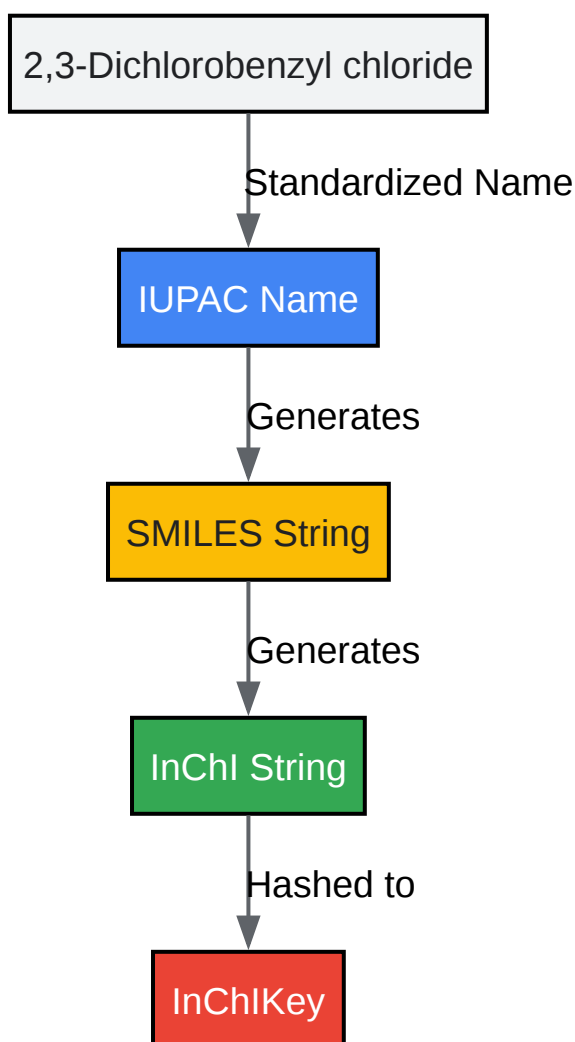 2,3-Dichlorobenzyl chloride
Standardized Name
IUPAC Name
Generates
SMILES String
Generates
InChI String
Hashed to
InChIKey